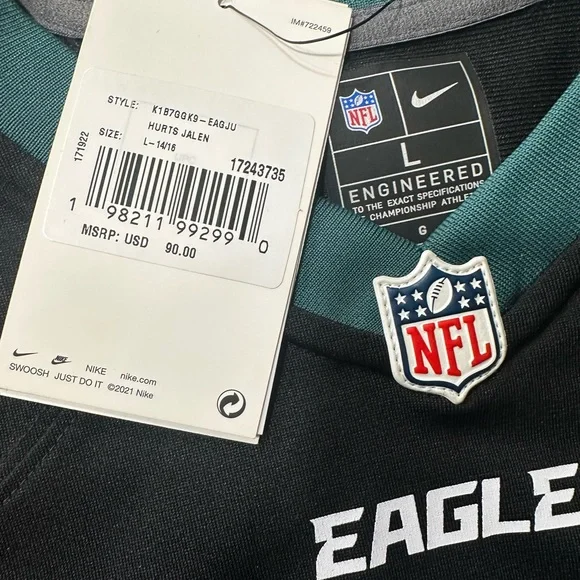 IM#722459
171922
STYLE: K1B7GGK9-EAGJU
HURTS JALEN
SIZE: L-14/16
17243735
1 98211 99299 0
MSRP: USD 90.00
NIKE nike.com
SWOOSH JUST DO IT ©2021 Nike
NFL
L
ENGINEERED
TO THE EXACT SPECIFICATIONS
CHAMPIONSHIP ATHLE
G
NFL
EAGLE